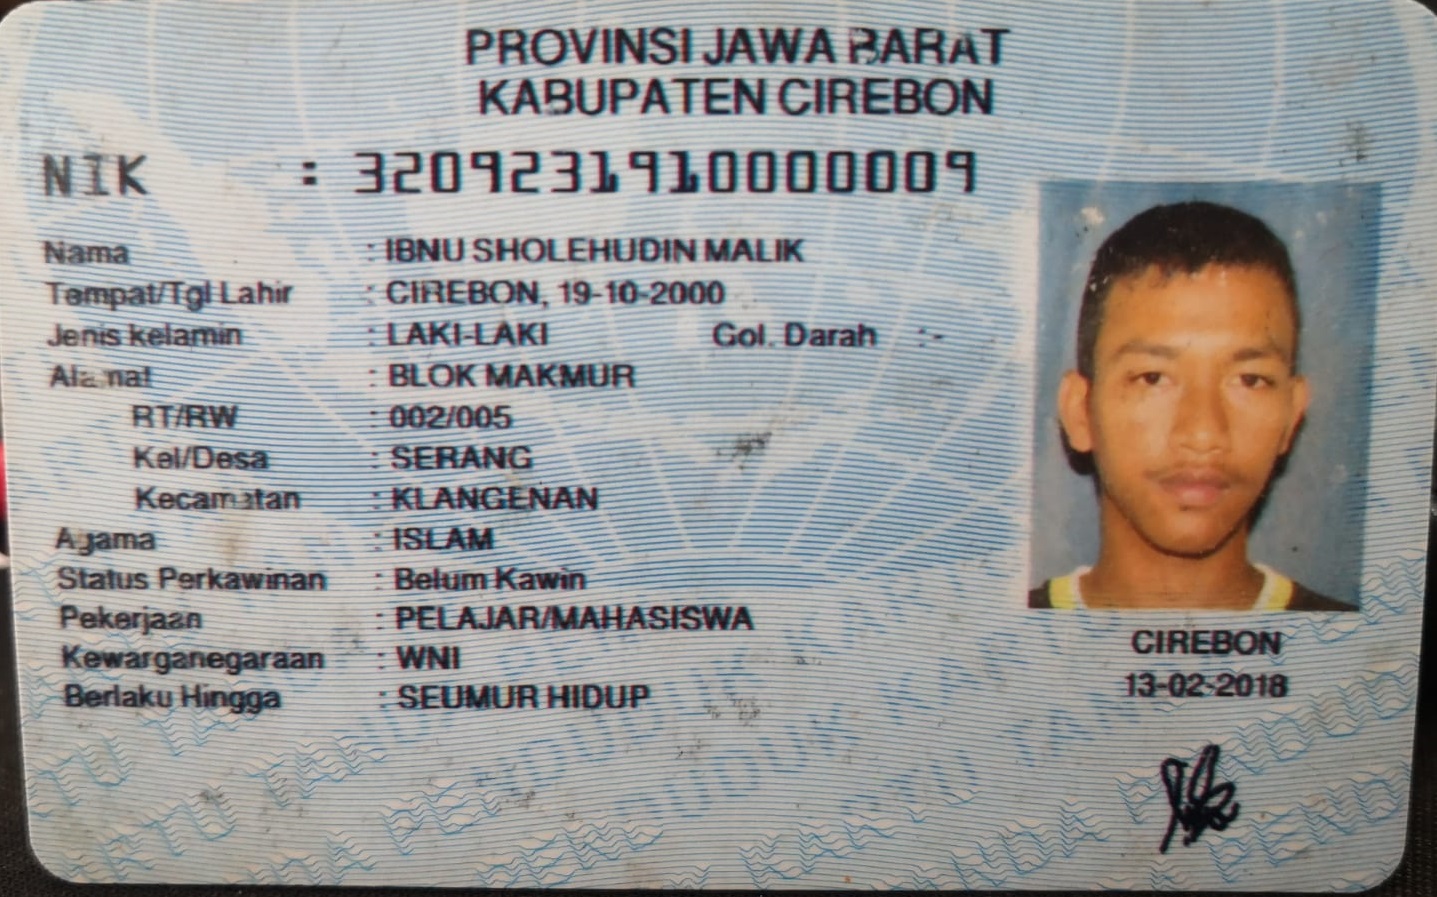 PROVINSI JAWA BARAT
KABUPATEN CIREBON
NIK : 3209231910000009
Nama : IBNU SHOLEHUDIN MALIK
Tempat/Tgl Lahir : CIREBON, 19-10-2000
Jenis kelamin : LAKI-LAKI Gol. Darah : -
Alamat : BLOK MAKMUR
RT/RW : 002/005
Kel/Desa : SERANG
Kecamatan : KLANGENAN
Agama : ISLAM
Status Perkawinan : Belum Kawin
Pekerjaan : PELAJAR/MAHASISWA
Kewarganegaraan : WNI
Berlaku Hingga : SEUMUR HIDUP
CIREBON
13-02-2018